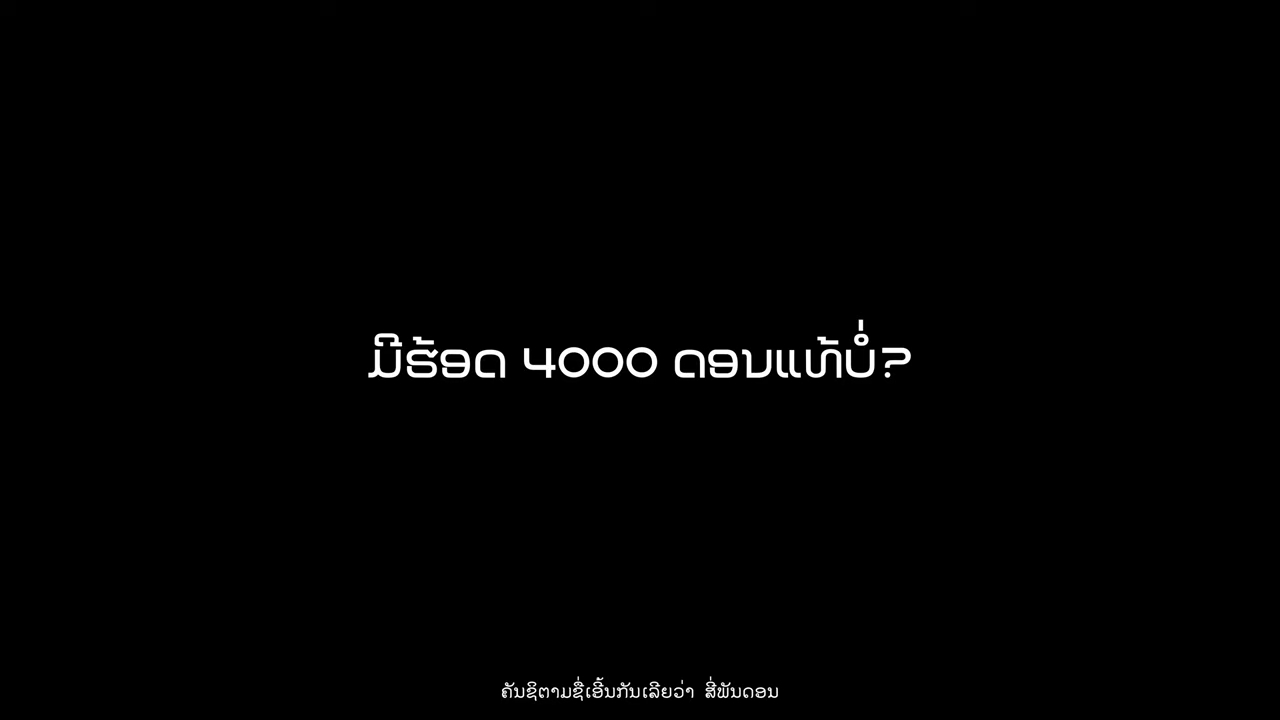 ມີຮ້ອດ 4000 ດອນແທ້ບໍ່?
ຄັນຊິຕາມຊື່ເອີ້ນກັນເລີຍວ່າ ສີ່ພັນດອນ